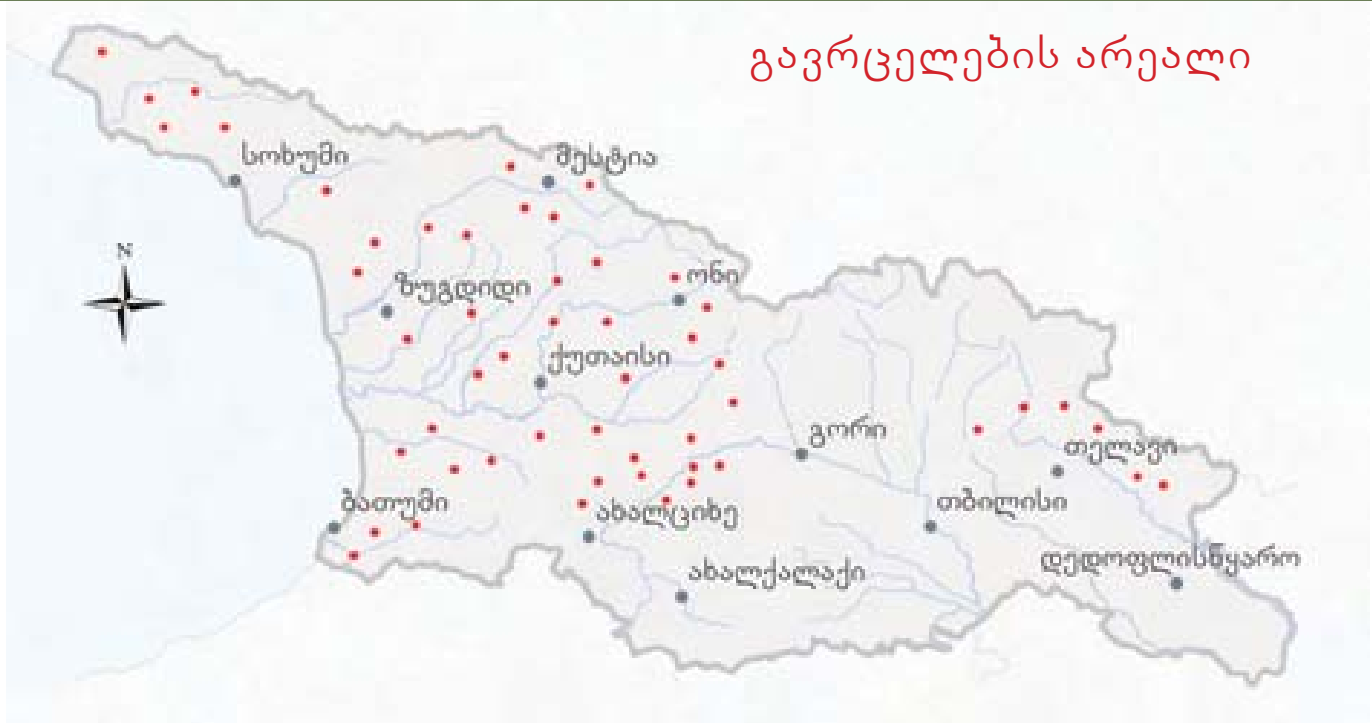 გავრცელების არეალი
სოხუმი
მესტია
N
ონი
ზუგდიდი
ქუთაისი
გორი
თელავი
ბათუმი
ახალციხე
თბილისი
დედოფლისწყარო
ახალქალაქი